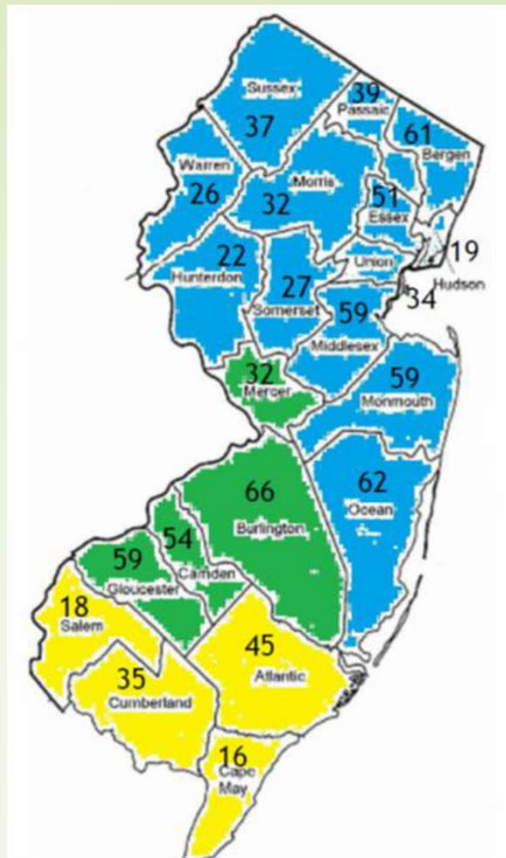 Sussex
37
39
Passaic
61
Bergen
Warren
26
Morris
32
51
Essex
19
Hudson
Union
34
22
Hunterdon
27
Somerset
59
Middlesex
32
Mercer
59
Monmouth
66
Burlington
62
Ocean
54
Camden
59
Gloucester
18
Salem
45
Atlantic
35
Cumberland
16
Cape
May